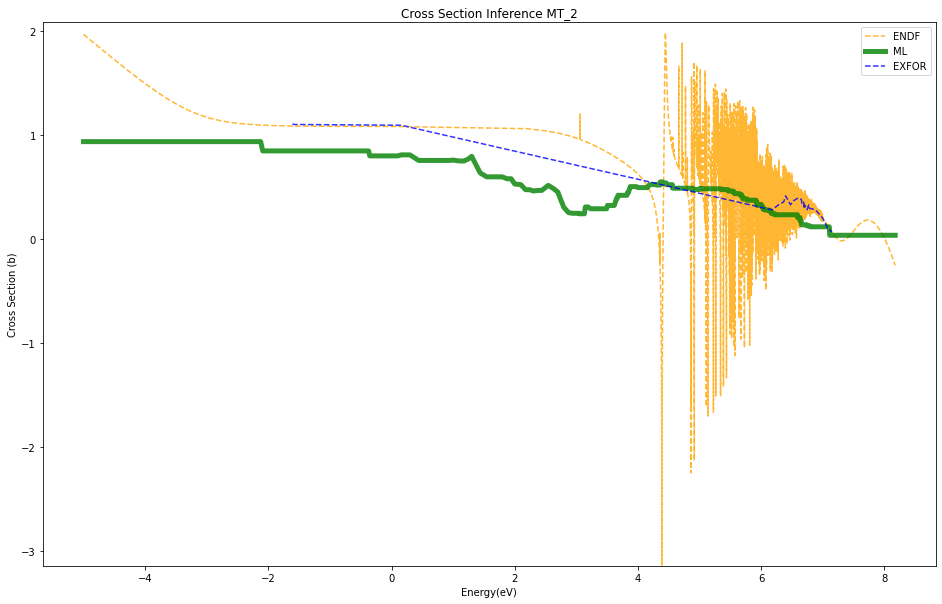 Cross Section Inference MT_2
ENDF
ML
EXFOR
2
1
0
−1
−2
−3
Cross Section (b)
−4
−2
0
2
4
6
8
Energy(eV)